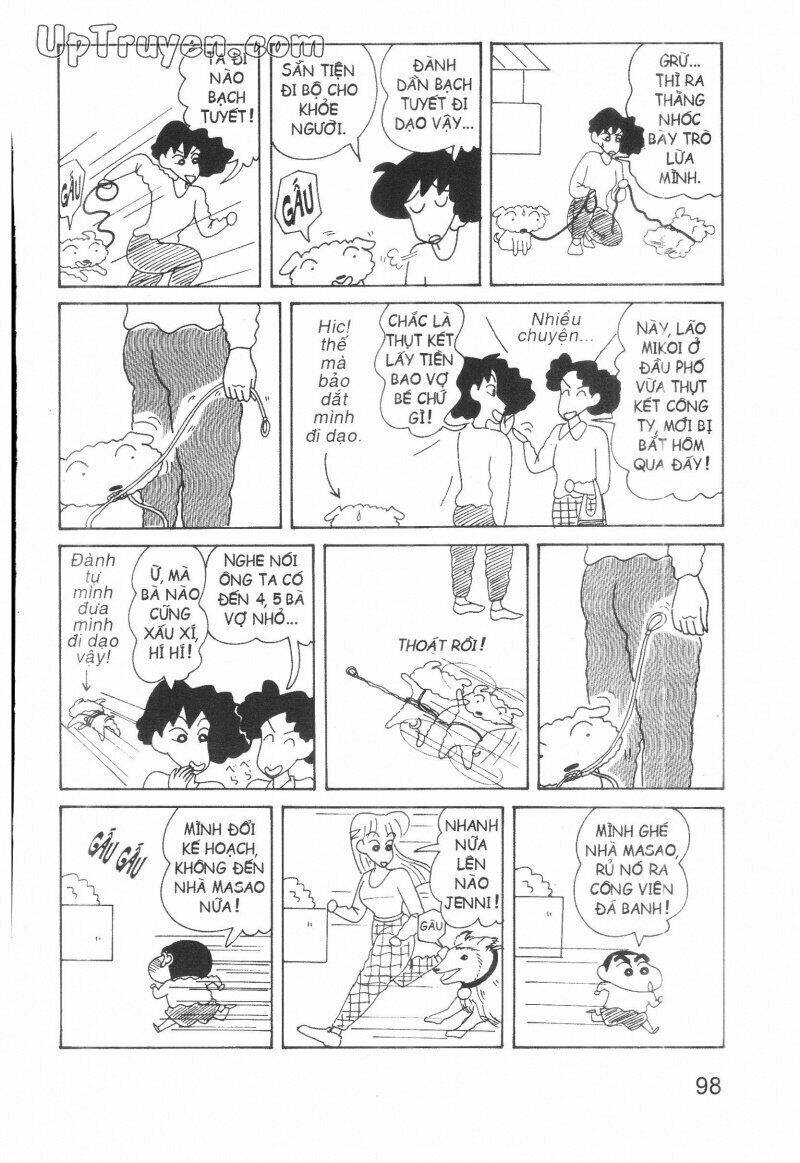 UpTruyen.com
GRỪ...
THÌ RA
THẰNG
NHÓC
BÀY TRÒ
LỪA
MÌNH.
ĐÀNH
DẪN BẠCH
TUYẾT ĐI
DẠO VẬY...
SẴN TIỆN
ĐI BỘ CHO
KHỎE
NGƯỜI.
GẤU
TA ĐI
NÀO
BẠCH
TUYẾT!
GẤU
NÀY, LÃO
MIKOI Ở
ĐẦU PHỐ
VỪA THỤT
KÉT CÔNG
TY, MỚI BỊ
BẮT HÔM
QUA ĐẤY!
Nhiều
chuyện...
CHẮC LÀ
THỤT KÉT
LẤY TIỀN
BAO VỢ
BÉ CHỨ
GÌ!
Hic!
thế
mà
bảo
dắt
mình
đi dạo.
THOÁT RỒI!
NGHE NÓI
ÔNG TA CÓ
ĐẾN 4, 5 BÀ
VỢ NHỎ...
Ừ, MÀ
BÀ NÀO
CŨNG
XẤU XÍ,
HÍ HÍ!
Đành
tự
mình
đưa
mình
đi dạo
vậy!
MÌNH GHÉ
NHÀ MASAO,
RỦ NÓ RA
CÔNG VIÊN
ĐÁ BANH!
NHANH
NỮA
LÊN
NÀO
JENNI!
GÂU
MÌNH ĐỔI
KẾ HOẠCH,
KHÔNG ĐẾN
NHÀ MASAO
NỮA!
GẤU GẤU
98